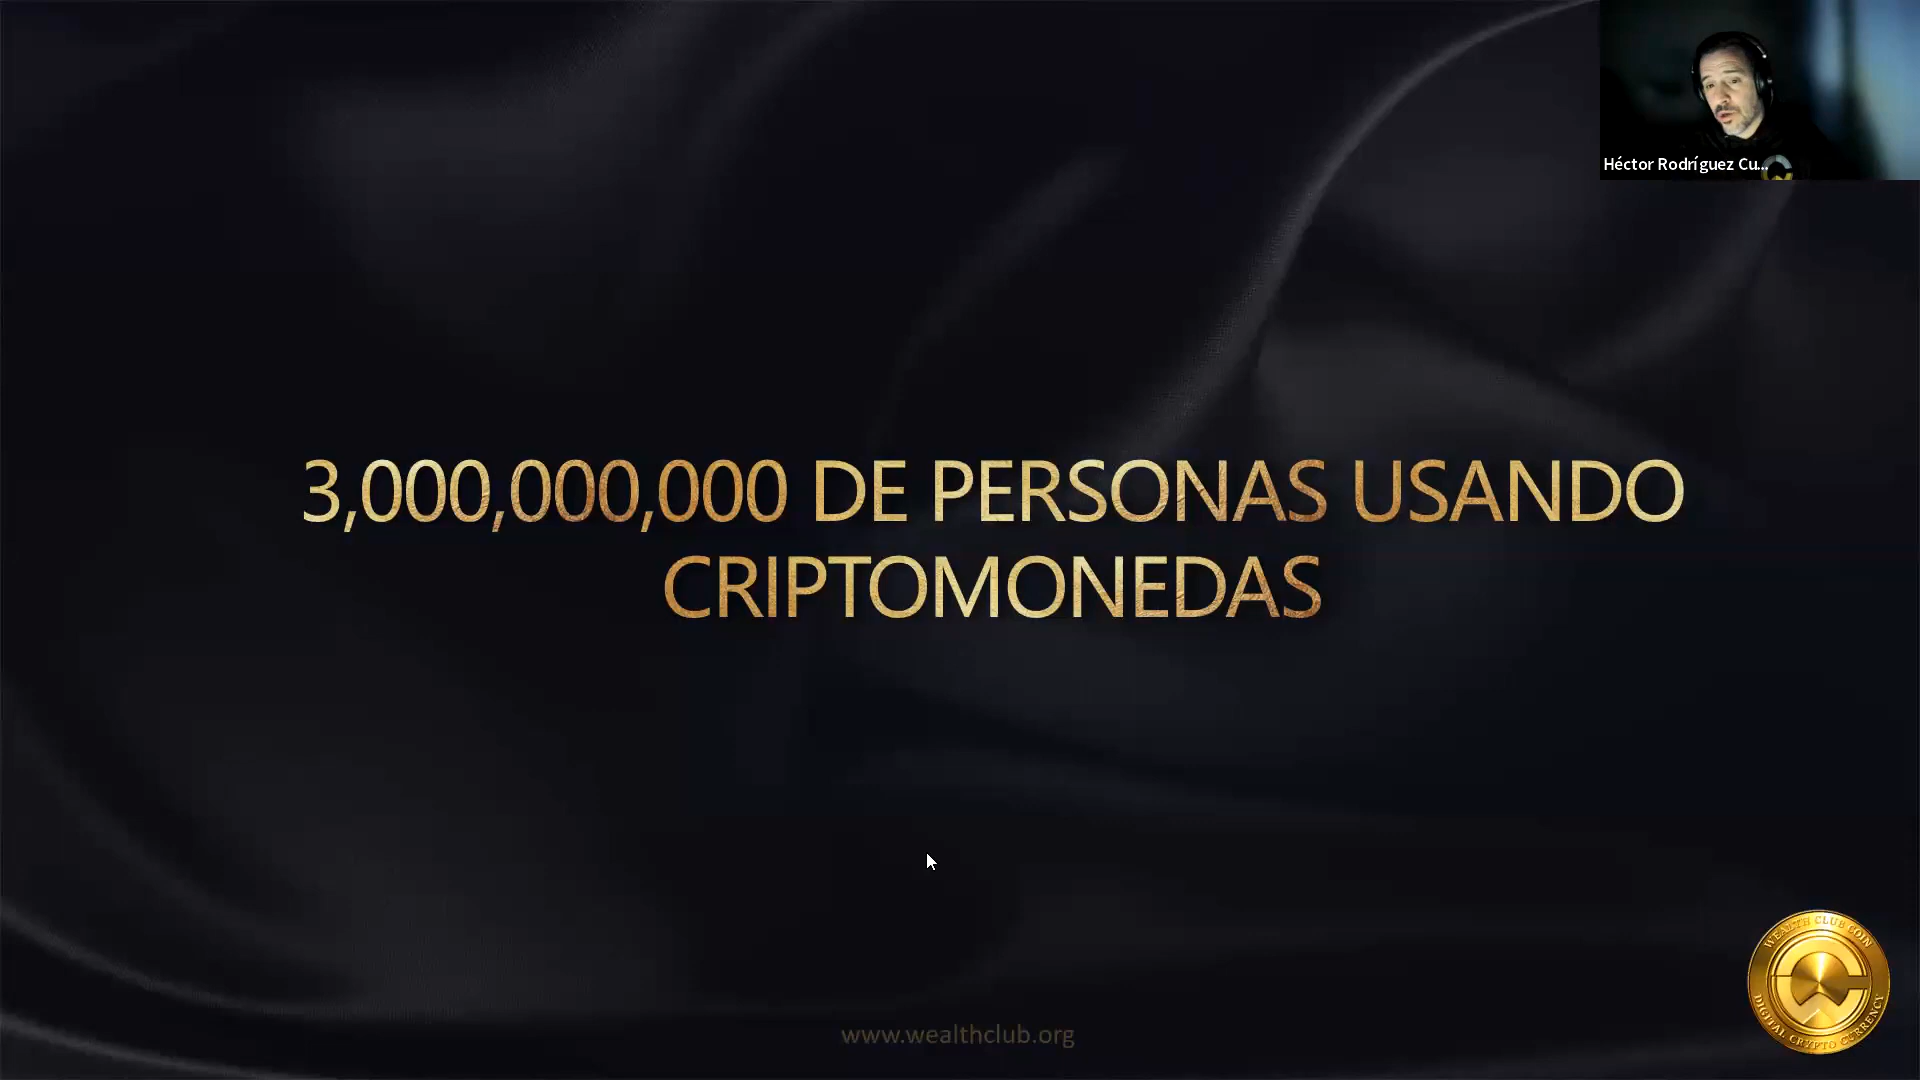 Héctor Rodríguez Cu...
3,000,000,000 DE PERSONAS USANDO
CRIPTOMONEDAS
www.wealthclub.org
WEALTH CLUB COIN
DIGITAL CRYPTO CURRENCY